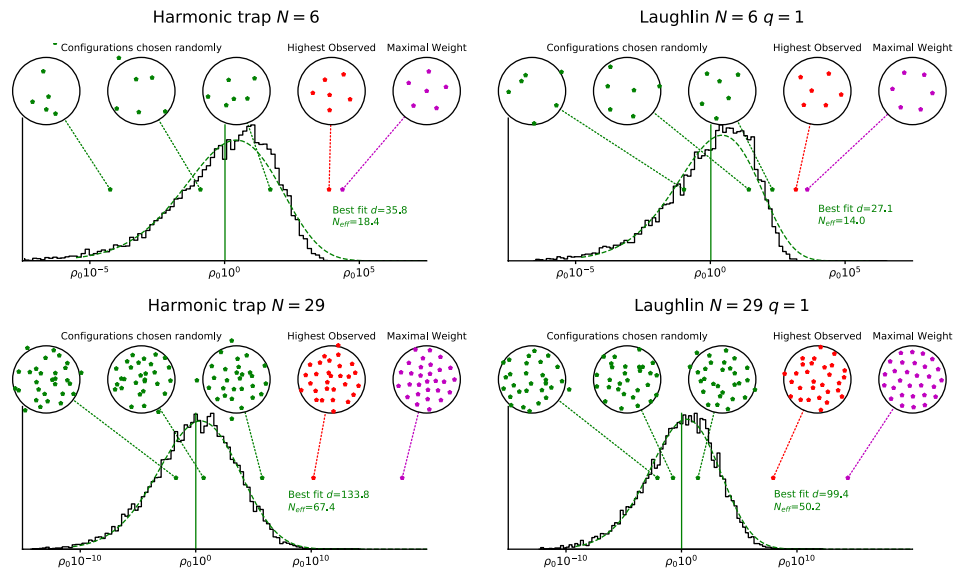 Harmonic trap N = 6
Configurations chosen randomly
Highest Observed
Maximal Weight
Best fit d=35.8
N_eff=18.4
ρ₀10⁻⁵
ρ₀10⁰
ρ₀10⁵
Laughlin N = 6 q = 1
Configurations chosen randomly
Highest Observed
Maximal Weight
Best fit d=27.1
N_eff=14.0
ρ₀10⁻⁵
ρ₀10⁰
ρ₀10⁵
Harmonic trap N = 29
Configurations chosen randomly
Highest Observed
Maximal Weight
Best fit d=133.8
N_eff=67.4
ρ₀10⁻¹⁰
ρ₀10⁰
ρ₀10¹⁰
Laughlin N = 29 q = 1
Configurations chosen randomly
Highest Observed
Maximal Weight
Best fit d=99.4
N_eff=50.2
ρ₀10⁻¹⁰
ρ₀10⁰
ρ₀10¹⁰